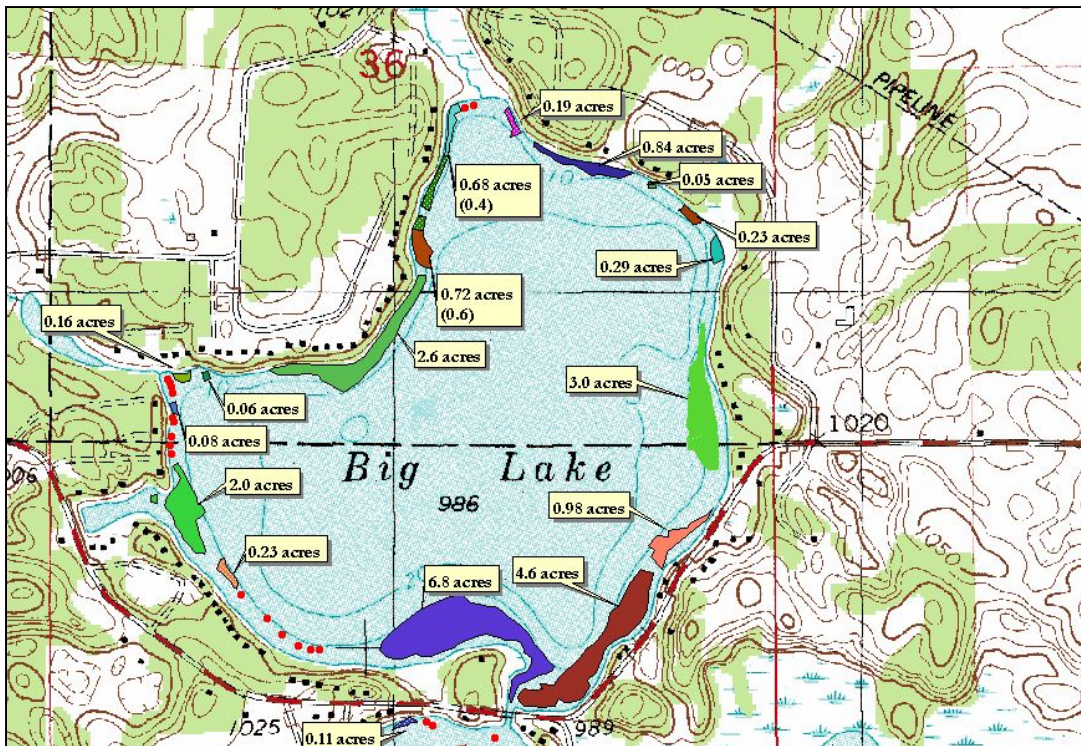 36
0.19 acres
PIPELINE
0.84 acres
0.05 acres
0.68 acres
(0.4)
0.23 acres
10
0.29 acres
0.72 acres
(0.6)
0.16 acres
2.6 acres
3.0 acres
0.06 acres
0.08 acres
1020
Big Lake
986
2.0 acres
0.98 acres
0.23 acres
6.8 acres
4.6 acres
1025
989
0.11 acres